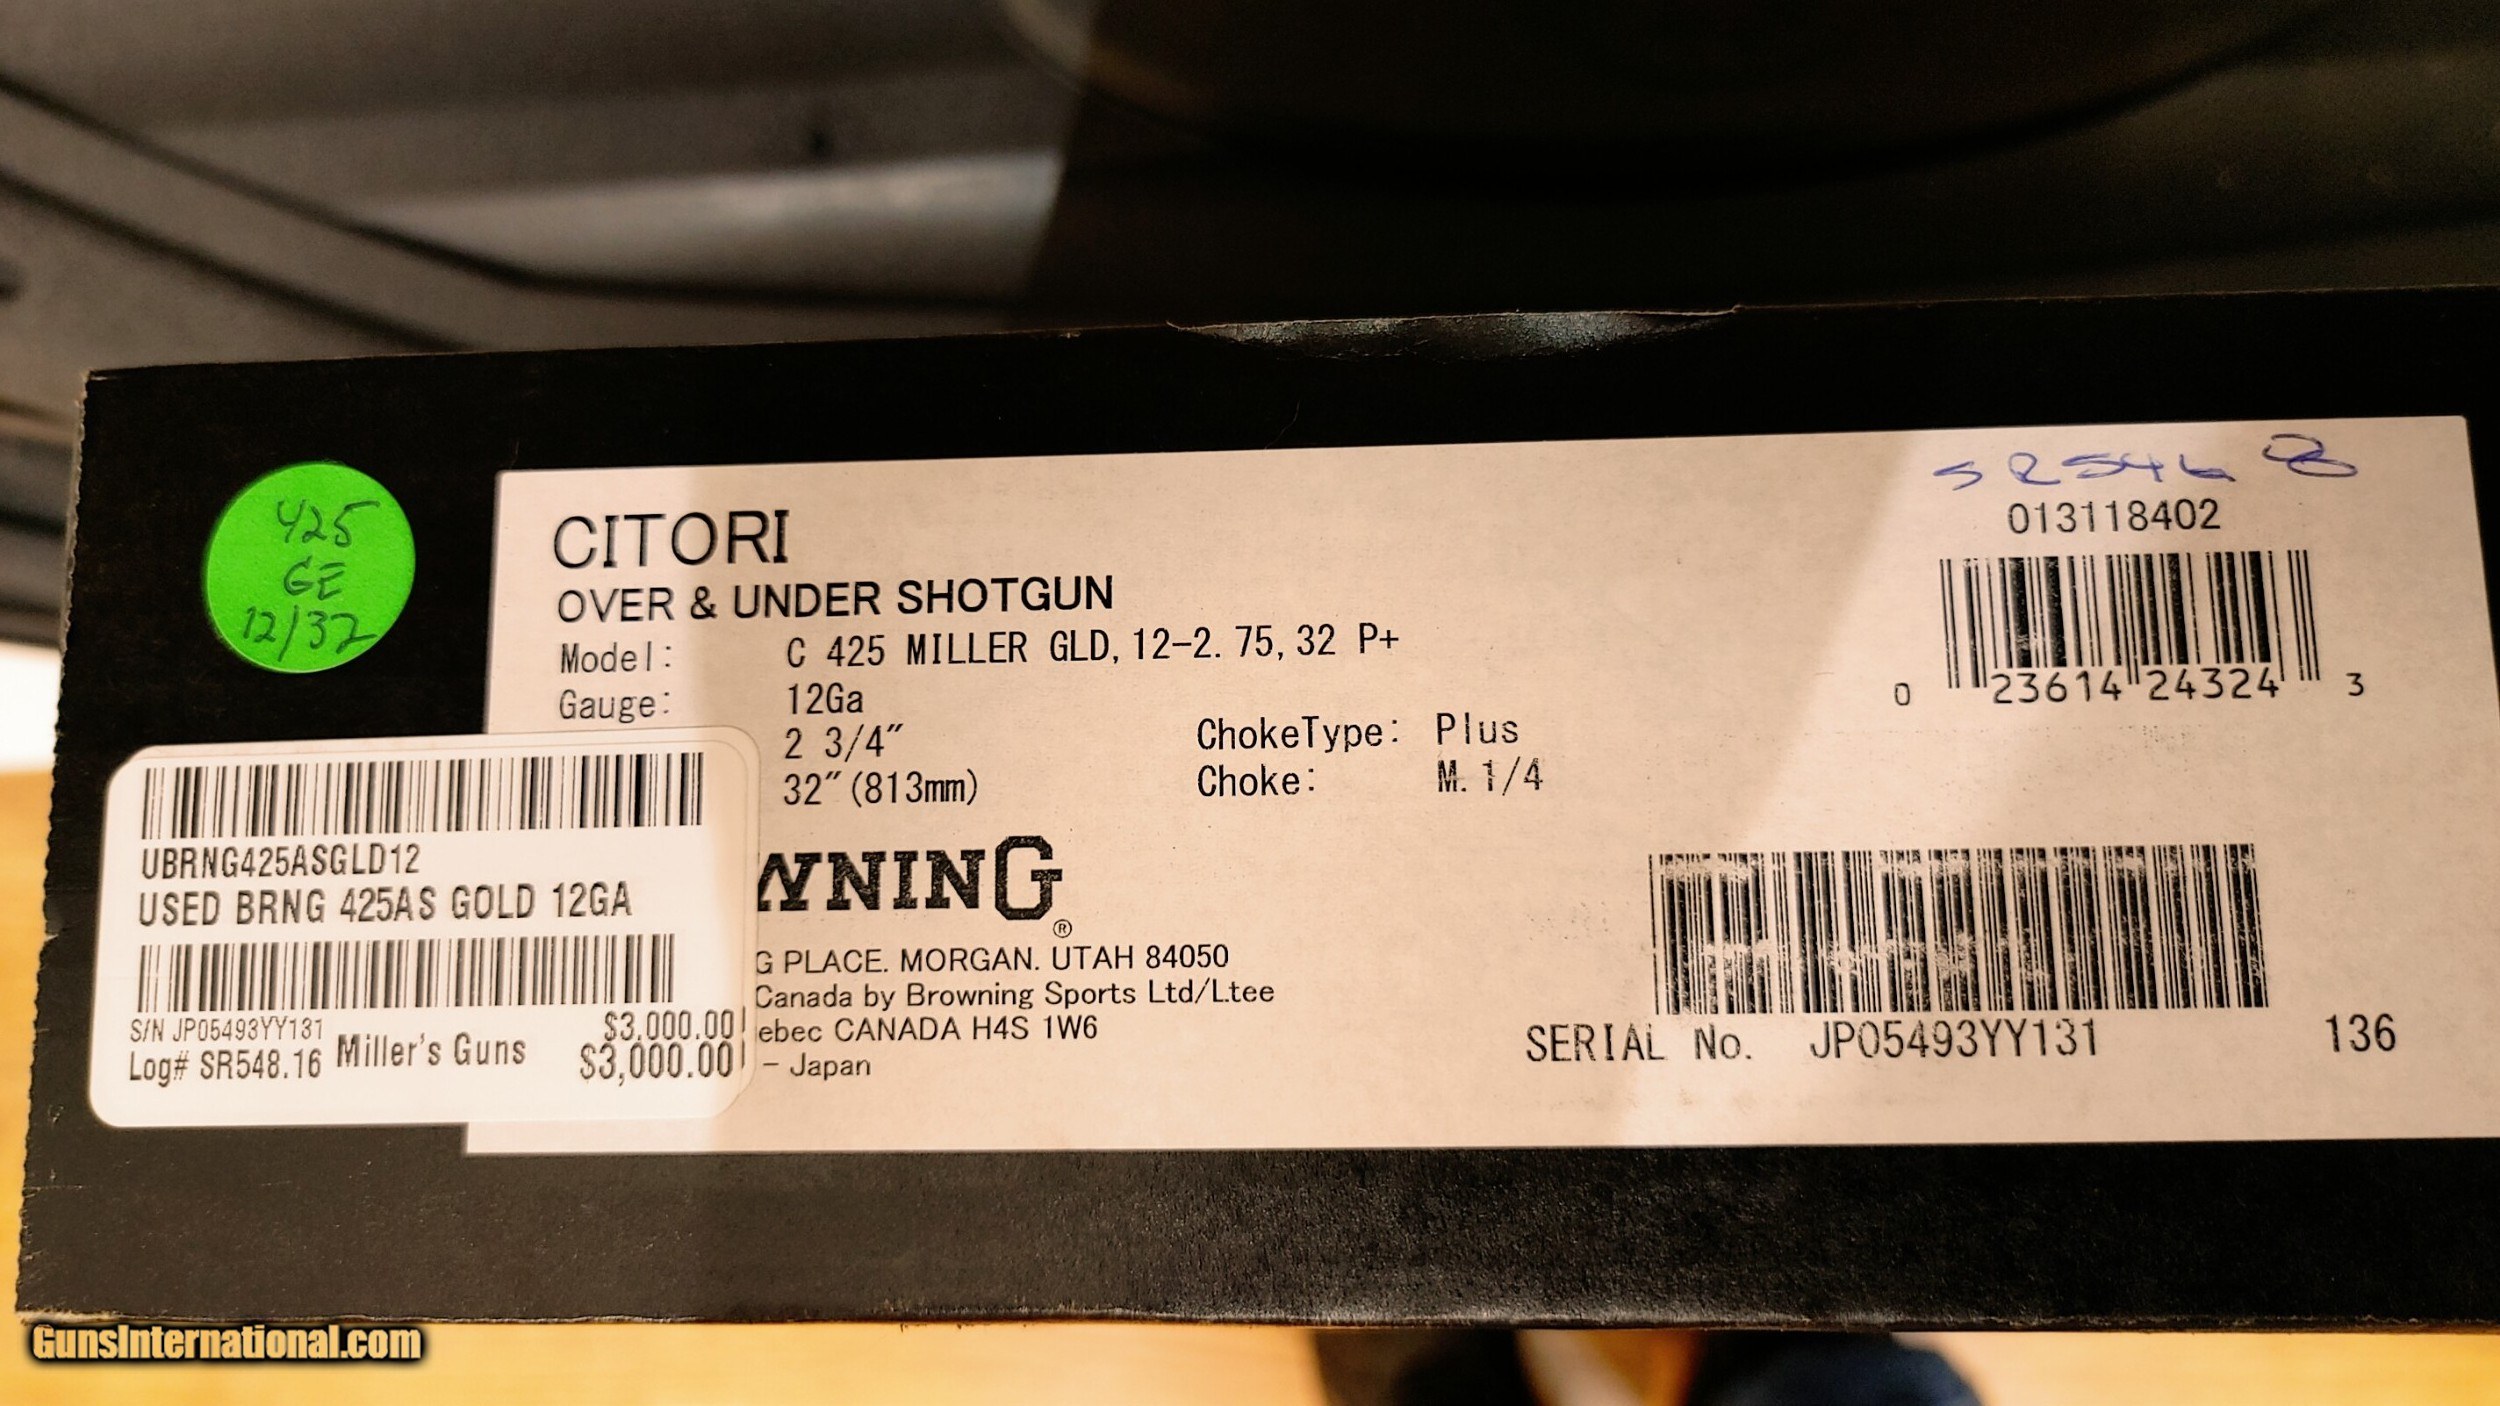 425
GE
12/32
CITORI
OVER & UNDER SHOTGUN
Model: C 425 MILLER GLD, 12-2.75, 32 P+
Gauge: 12Ga
2 3/4"
32"(813mm)
ChokeType: Plus
Choke: M. 1/4
WNING®
G PLACE. MORGAN. UTAH 84050
Canada by Browning Sports Ltd/Ltee
ebec CANADA H4S 1W6
- Japan
013118402
0 23614 24324 3
SERIAL No. JP05493YY131 136
UBRNG425ASGLD12
USED BRNG 425AS GOLD 12GA
S/N JP05493YY131 $3,000.00
Log# SR548.16 Miller's Guns $3,000.00
GunsInternational.com